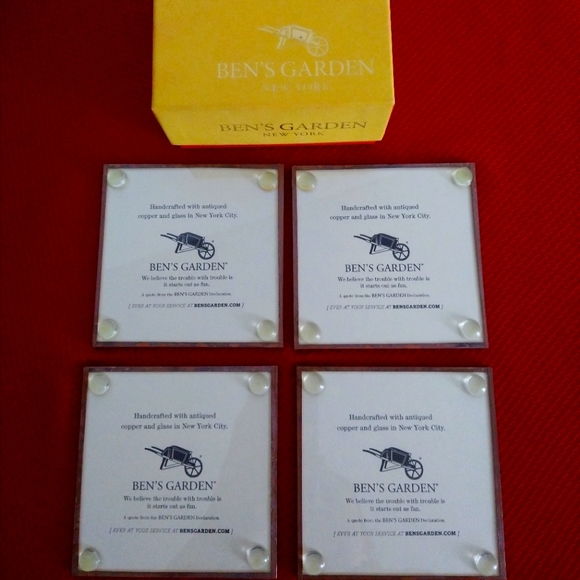 BEN'S GARDEN
NEW YORK
BEN'S GARDEN
NEW YORK
Handcrafted with antiqued
copper and glass in New York City.
BEN'S GARDEN
We believe the trouble with trouble is
it starts out as fun.
A quote from the BEN'S GARDEN Declaration.
[ EVER AT YOUR SERVICE AT BENSGARDEN.COM ]
Handcrafted with antiqued
copper and glass in New York City.
BEN'S GARDEN
We believe the trouble with trouble is
it starts out as fun.
A quote from the BEN'S GARDEN Declaration.
[ EVER AT YOUR SERVICE AT BENSGARDEN.COM ]
Handcrafted with antiqued
copper and glass in New York City.
BEN'S GARDEN
We believe the trouble with trouble is
it starts out as fun.
A quote from the BEN'S GARDEN Declaration.
[ EVER AT YOUR SERVICE AT BENSGARDEN.COM ]
Handcrafted with antiqued
copper and glass in New York City.
BEN'S GARDEN
We believe the trouble with trouble is
it starts out as fun.
A quote from the BEN'S GARDEN Declaration.
[ EVER AT YOUR SERVICE AT BENSGARDEN.COM ]